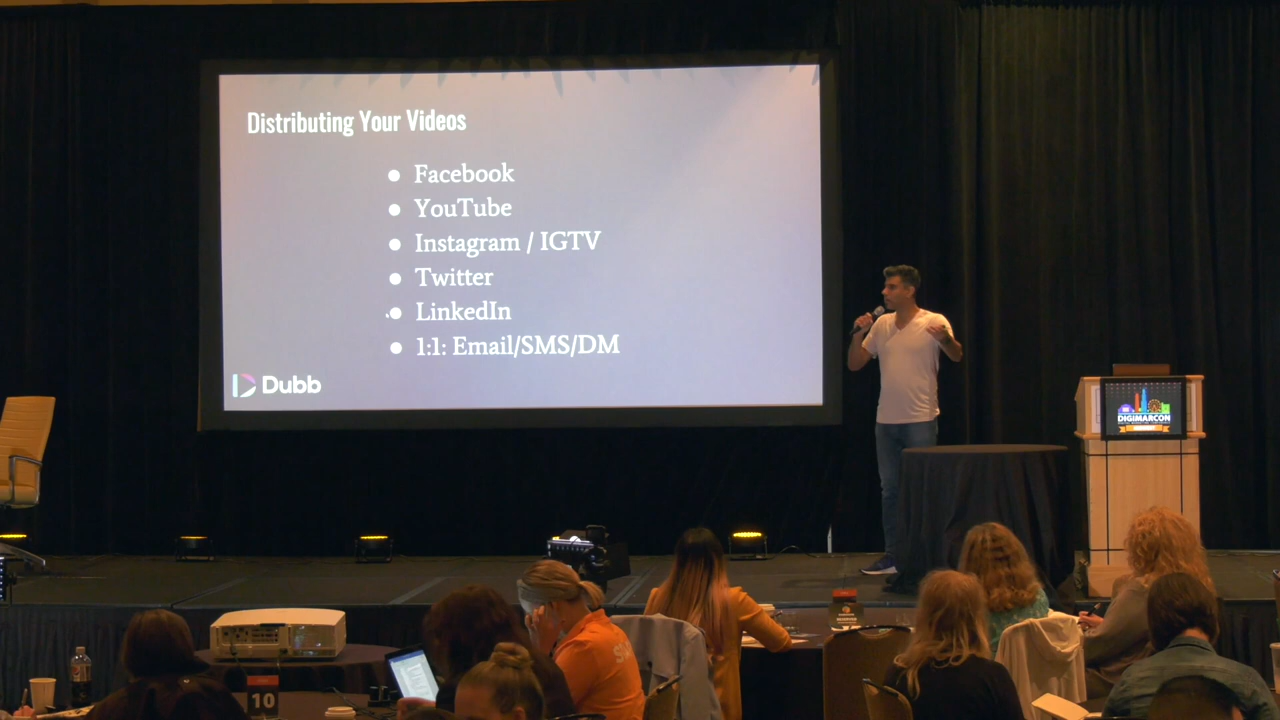 Distributing Your Videos
● Facebook
● YouTube
● Instagram / IGTV
● Twitter
● LinkedIn
● 1:1: Email/SMS/DM
Dubb
DIGIMARCON
10